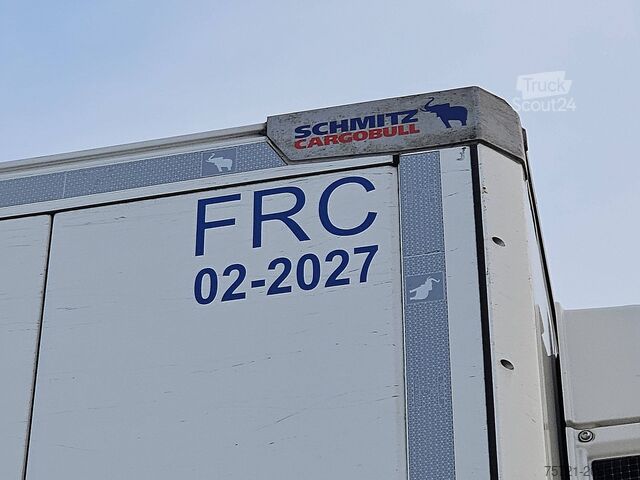 Truck
Scout24
SCHMITZ
CARGOBULL
FRC
02-2027